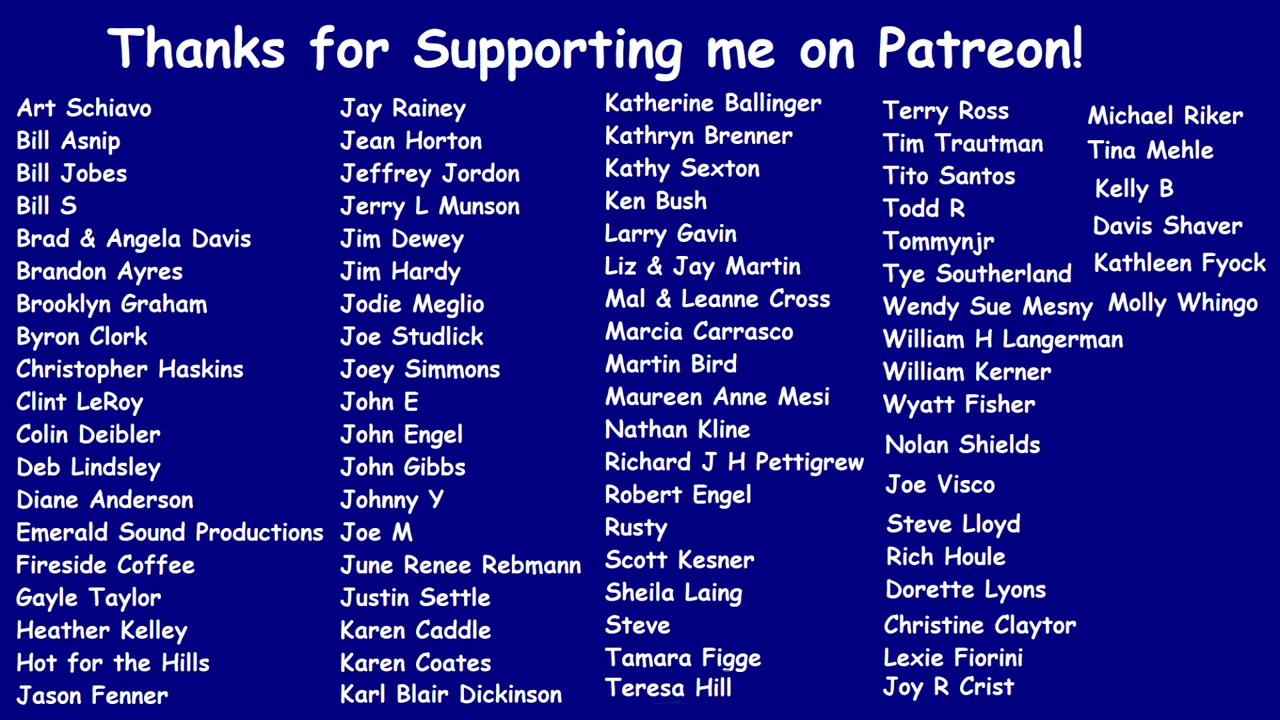 Thanks for Supporting me on Patreon!
Art Schiavo
Bill Asnip
Bill Jobes
Bill S
Brad & Angela Davis
Brandon Ayres
Brooklyn Graham
Byron Clork
Christopher Haskins
Clint LeRoy
Colin Deibler
Deb Lindsley
Diane Anderson
Emerald Sound Productions
Fireside Coffee
Gayle Taylor
Heather Kelley
Hot for the Hills
Jason Fenner
Jay Rainey
Jean Horton
Jeffrey Jordon
Jerry L Munson
Jim Dewey
Jim Hardy
Jodie Meglio
Joe Studlick
Joey Simmons
John E
John Engel
John Gibbs
Johnny Y
Joe M
June Renee Rebmann
Justin Settle
Karen Caddle
Karen Coates
Karl Blair Dickinson
Katherine Ballinger
Kathryn Brenner
Kathy Sexton
Ken Bush
Larry Gavin
Liz & Jay Martin
Mal & Leanne Cross
Marcia Carrasco
Martin Bird
Maureen Anne Mesi
Nathan Kline
Richard J H Pettigrew
Robert Engel
Rusty
Scott Kesner
Sheila Laing
Steve
Tamara Figge
Teresa Hill
Terry Ross
Tim Trautman
Tito Santos
Todd R
Tommynjr
Tye Southerland
Wendy Sue Mesny
William H Langerman
William Kerner
Wyatt Fisher
Nolan Shields
Joe Visco
Steve Lloyd
Rich Houle
Dorette Lyons
Christine Claytor
Lexie Fiorini
Joy R Crist
Michael Riker
Tina Mehle
Kelly B
Davis Shaver
Kathleen Fyock
Molly Whingo